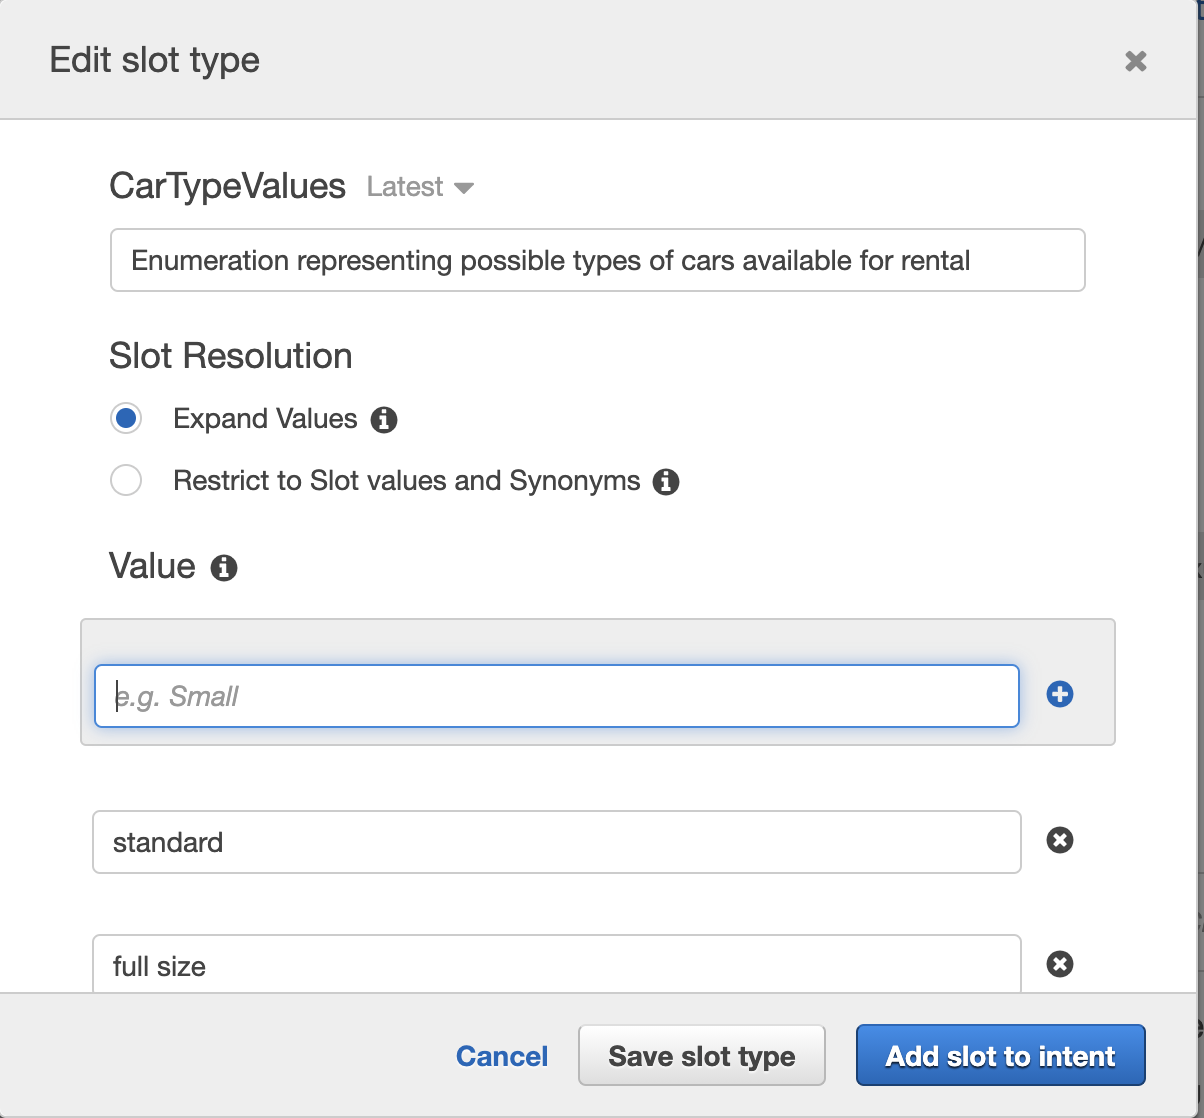 Edit slot type
CarTypeValues Latest
Enumeration representing possible types of cars available for rental
Slot Resolution
Expand Values
Restrict to Slot values and Synonyms
Value
e.g. Small
standard
full size
Cancel Save slot type Add slot to intent